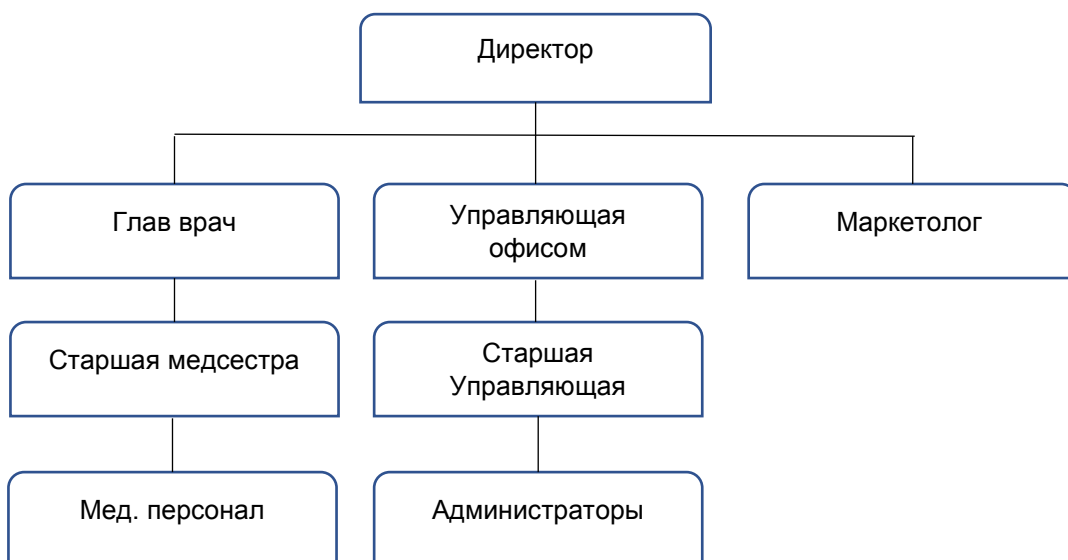 Директор
Глав врач
Управляющая
офисом
Маркетолог
Старшая медсестра
Старшая
Управляющая
Мед. персонал
Администраторы